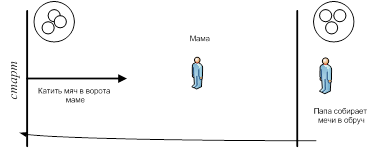 Мама
старт
Катить мяч в ворота
маме
Папа собирает
мечи в обруч